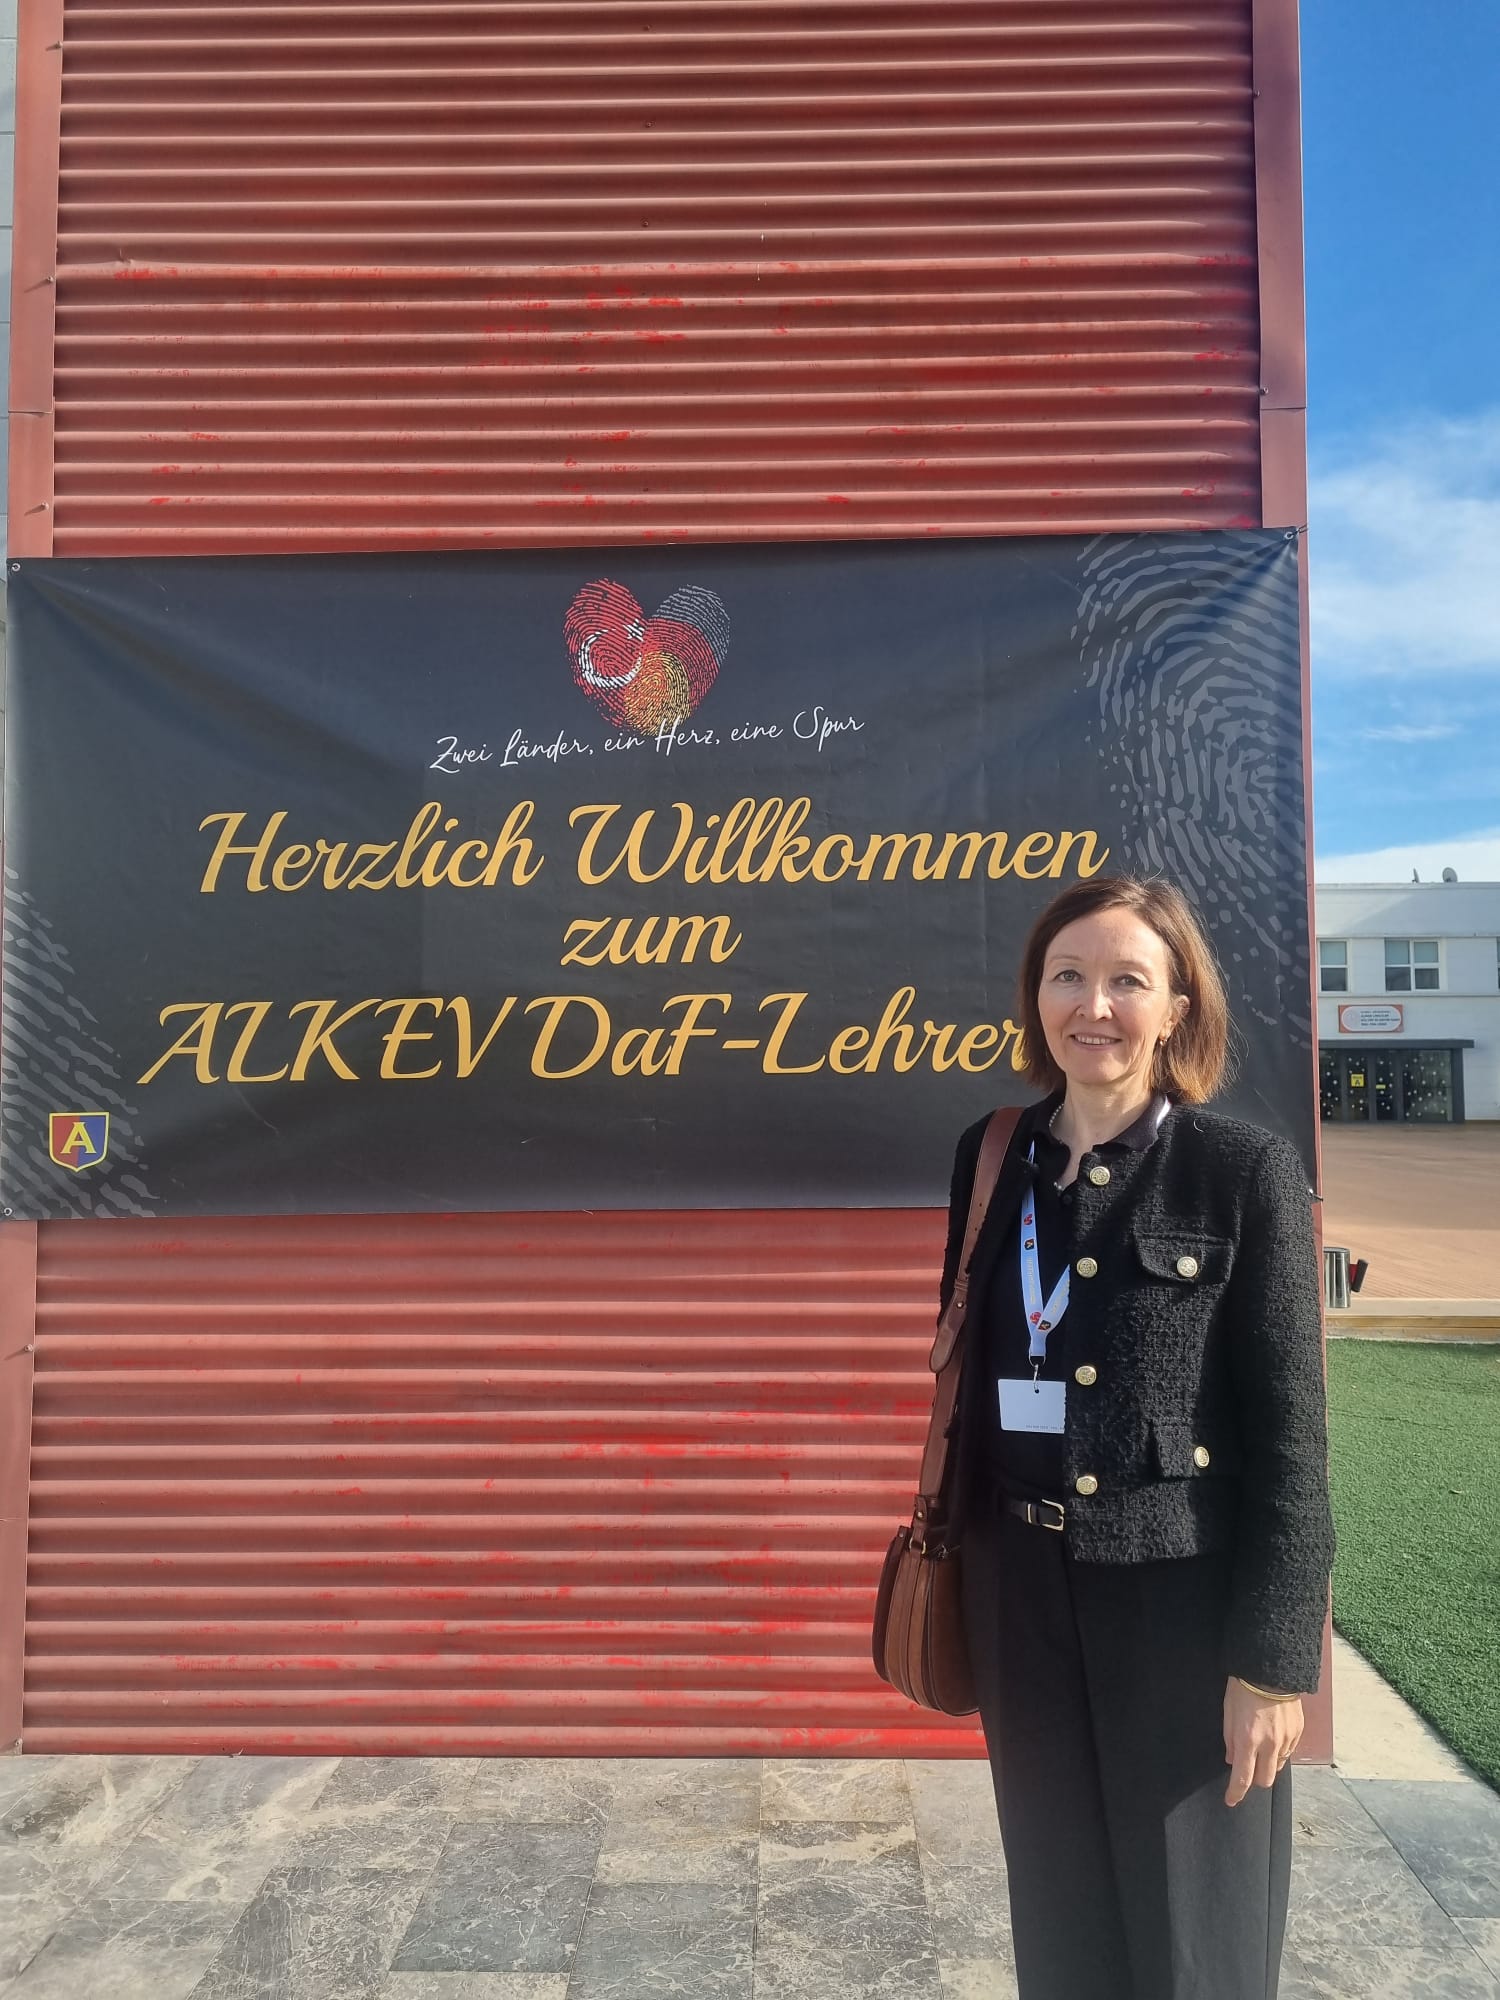 Zwei Länder, ein Herz, eine Spur
Herzlich Willkommen
zum
ALKEV DaF-Lehrer
A